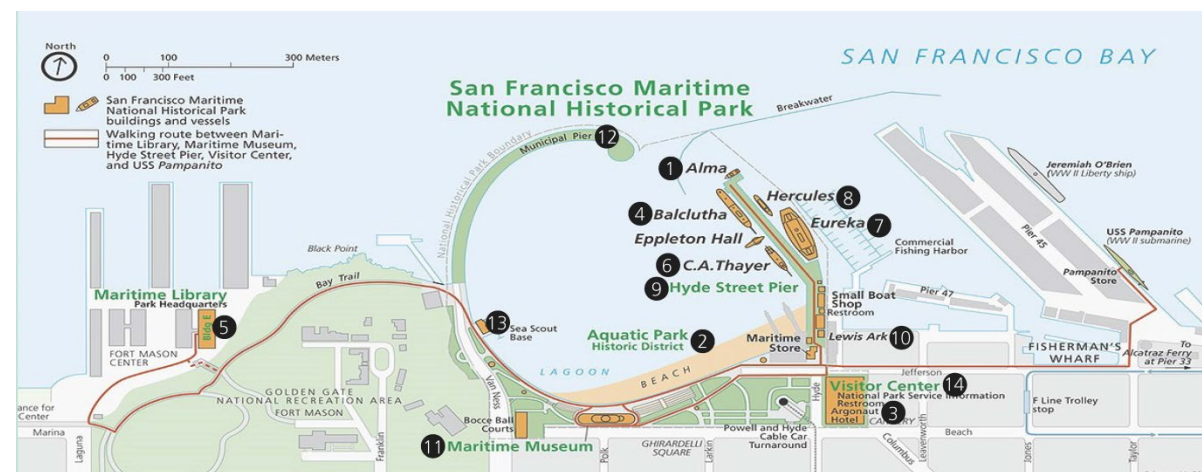 North
0 100 300 Meters
0 100 300 Feet
San Francisco Maritime
National Historical Park
buildings and vessels
Walking route between Mari-
time Library, Maritime Museum,
Hyde Street Pier, Visitor Center,
and USS Pampanito
SAN FRANCISCO BAY
San Francisco Maritime
National Historical Park
Breakwater
National Historical Park Boundary
Municipal Pier 12
1 Alma
Hercules 8
4 Balclutha
Eureka 7
Eppleton Hall
6 C.A.Thayer
9 Hyde Street Pier
Commercial
Fishing Harbor
Jeremiah O'Brien
(WW II Liberty ship)
Pier 45
USS Pampanito
(WW II submarine)
Pampanito
Store
Pier 47
Black Point
Bay Trail
Maritime Library
Park Headquarters
Bldg E
5
FORT MASON
CENTER
13
Sea Scout
Base
Aquatic Park
Historic District
2
Small Boat
Shop
Restroom
Maritime
Store
Lewis Ark 10
FISHERMAN'S
WHARF
To
Alcatraz Ferry
at Pier 33
LAGOON
BEACH
Jefferson
GOLDEN GATE
NATIONAL RECREATION AREA
FORT MASON
Van Ness
Hyde
Visitor Center 14
National Park Service Information
Restroom
Argonaut
Hotel
3
F Line Trolley
stop
ance for
Center
Marina
Laguna
Franklin
Bocce Ball
Courts
11 Maritime Museum
Polk
GHIRARDELLI
SQUARE
Larkin
Powell and Hyde
Cable Car
Turnaround
Columbus
Leavenworth
Beach
Jones
Taylor